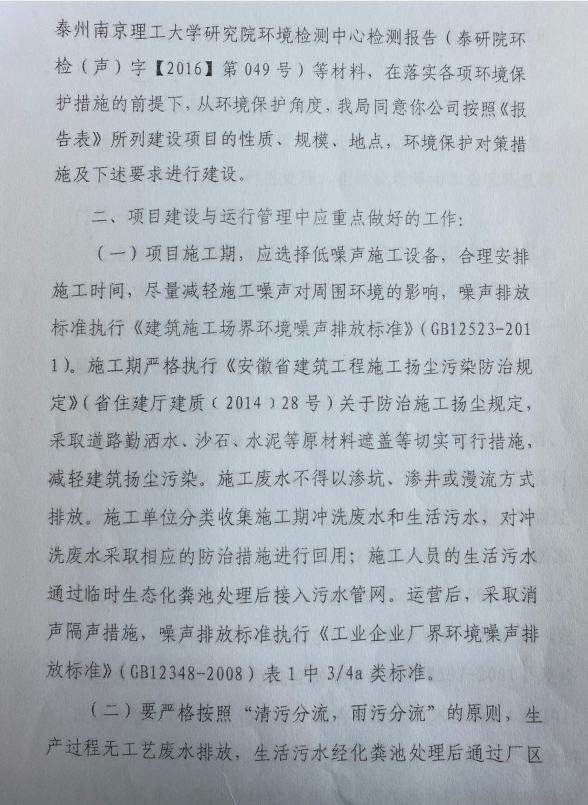 泰州南京理工大学研究院环境检测中心检测报告（泰研院环
检（声）字【2016】第 049 号）等材料，在落实各项环境保
护措施的前提下，从环境保护角度，我局同意你公司按照《报
告表》所列建设项目的性质、规模、地点，环境保护对策措
施及下述要求进行建设。
二、项目建设与运行管理中应重点做好的工作：
（一）项目施工期，应选择低噪声施工设备，合理安排
施工时间，尽量减轻施工噪声对周围环境的影响，噪声排放
标准执行《建筑施工场界环境噪声排放标准》（GB12523-201
1）。施工期严格执行《安徽省建筑工程施工扬尘污染防治规
定》（省住建厅建质﹝2014﹞28 号）关于防治施工扬尘规定，
采取道路勤洒水、沙石、水泥等原材料遮盖等切实可行措施，
减轻建筑扬尘污染。施工废水不得以渗坑、渗井或漫流方式
排放。施工单位分类收集施工期冲洗废水和生活污水，对冲
洗废水采取相应的防治措施进行回用；施工人员的生活污水
通过临时生态化粪池处理后接入污水管网。运营后，采取消
声隔声措施，噪声排放标准执行《工业企业厂界环境噪声排
放标准》（GB12348-2008）表 1 中 3/4a 类标准。
（二）要严格按照“清污分流，雨污分流”的原则，生
产过程无工艺废水排放，生活污水经化粪池处理后通过厂区